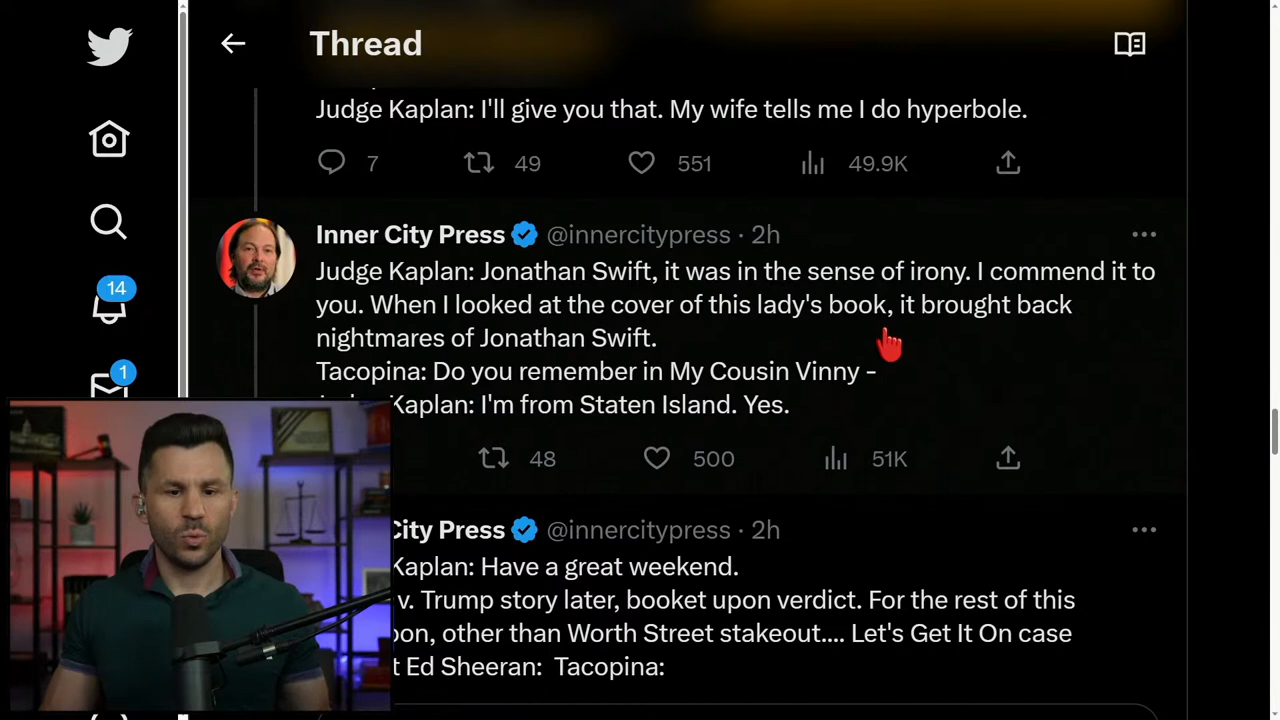 Thread
Judge Kaplan: I'll give you that. My wife tells me I do hyperbole.
7 49 551 49.9K
Inner City Press @innercitypress · 2h
Judge Kaplan: Jonathan Swift, it was in the sense of irony. I commend it to
you. When I looked at the cover of this lady's book, it brought back
14
nightmares of Jonathan Swift.
Tacopina: Do you remember in My Cousin Vinny -
1
Kaplan: I'm from Staten Island. Yes.
48 500 51K
City Press @innercitypress · 2h
Kaplan: Have a great weekend.
v. Trump story later, booket upon verdict. For the rest of this
oon, other than Worth Street stakeout.... Let's Get It On case
t Ed Sheeran: Tacopina: